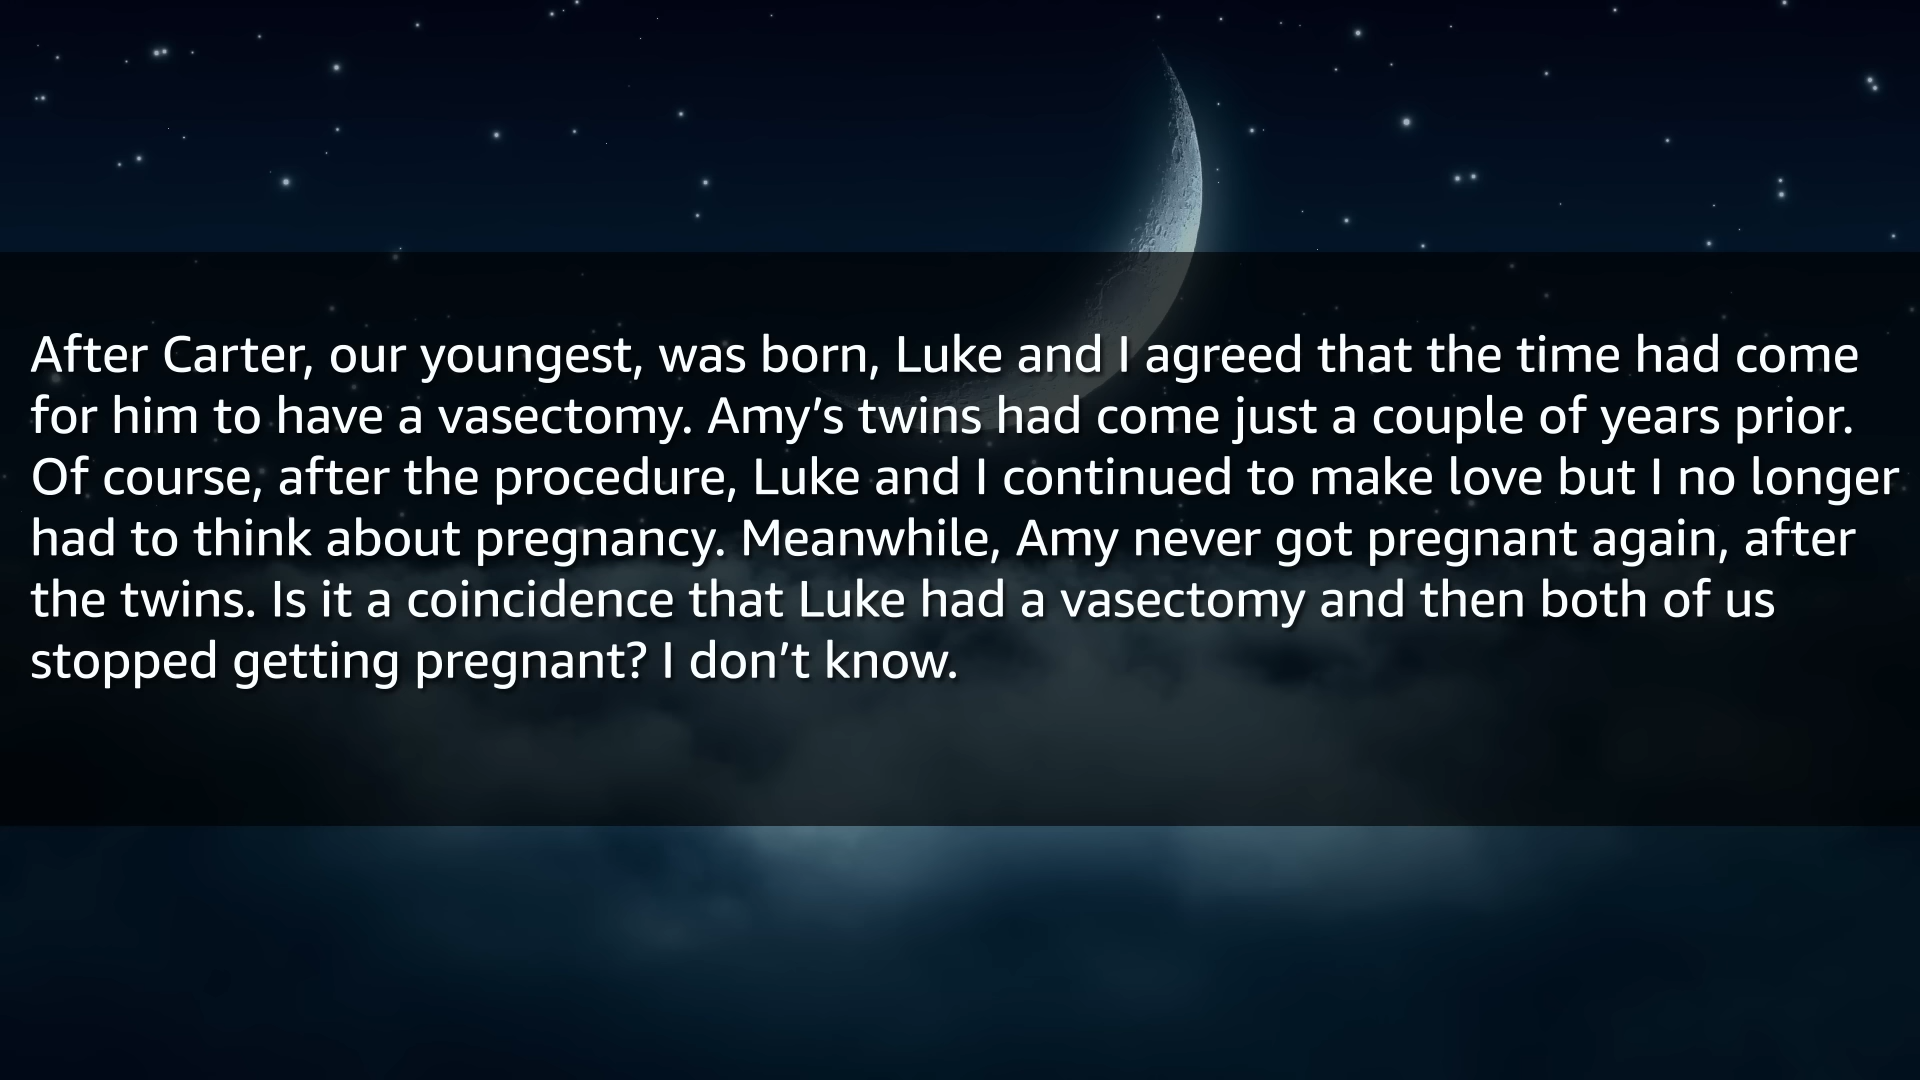 After Carter, our youngest, was born, Luke and I agreed that the time had come
for him to have a vasectomy. Amy’s twins had come just a couple of years prior.
Of course, after the procedure, Luke and I continued to make love but I no longer
had to think about pregnancy. Meanwhile, Amy never got pregnant again, after
the twins. Is it a coincidence that Luke had a vasectomy and then both of us
stopped getting pregnant? I don’t know.